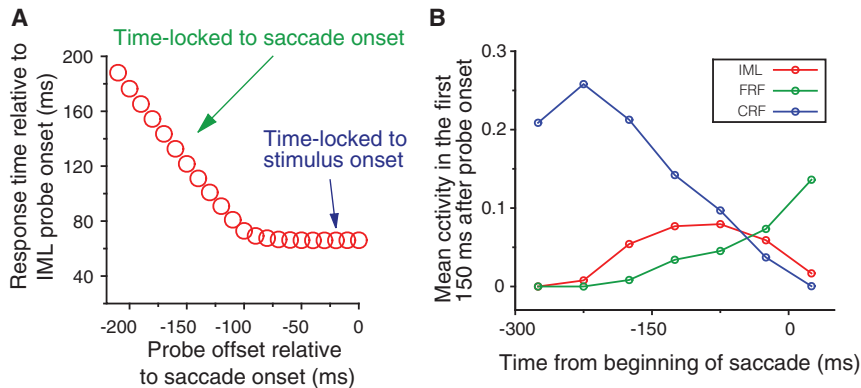 A
Time-locked to saccade onset
Time-locked to
stimulus onset
Response time relative to
IML probe onset (ms)
200
160
120
80
40
-200
-150
-100
-50
0
Probe offset relative
to saccade onset (ms)
B
IML
FRF
CRF
Mean cctivity in the first
150 ms after probe onset
0.3
0.2
0.1
0
-300
-150
0
Time from beginning of saccade (ms)